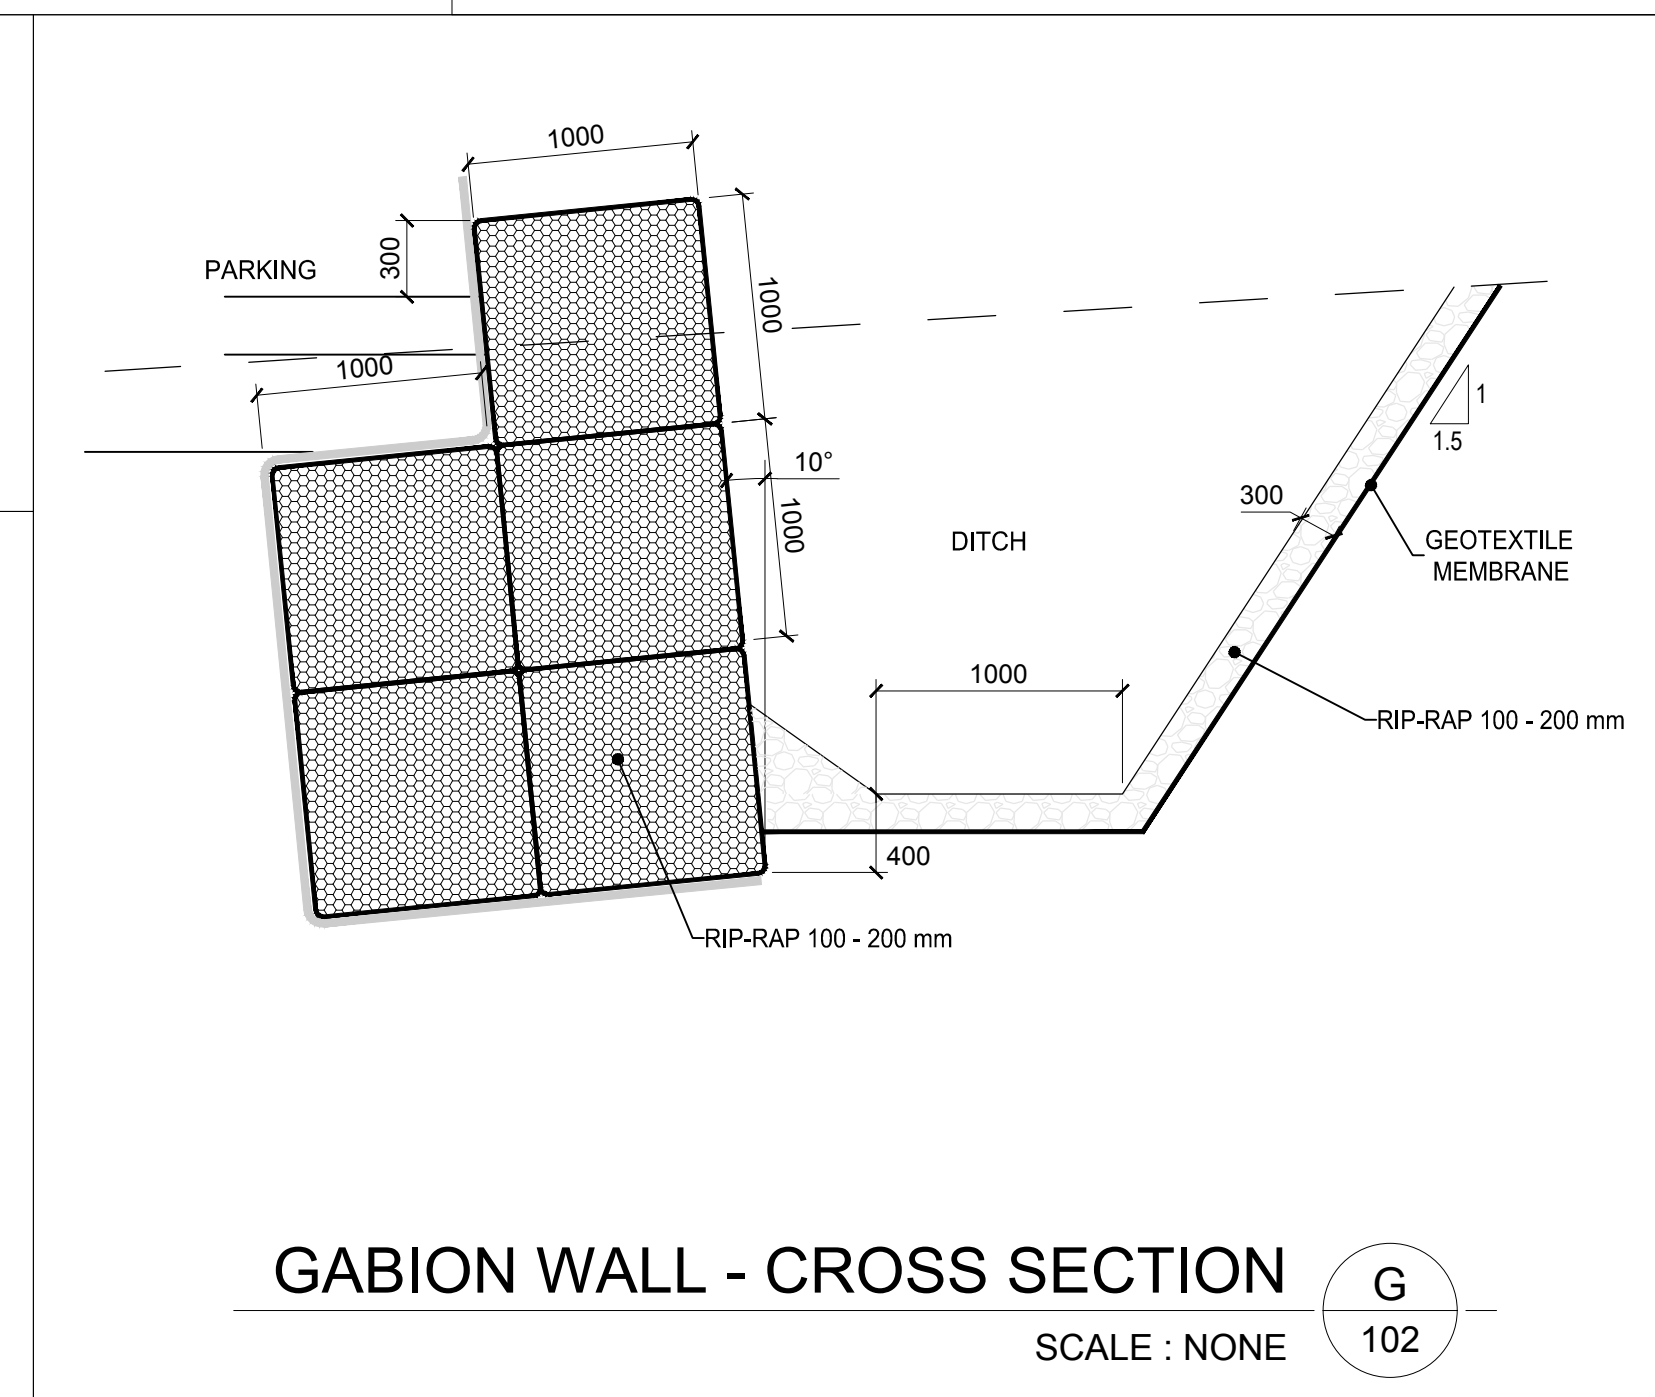 1000
300
PARKING
1000
1000
10°
1000
DITCH
1
1.5
300
GEOTEXTILE
MEMBRANE
1000
RIP-RAP 100 - 200 mm
400
RIP-RAP 100 - 200 mm
GABION WALL - CROSS SECTION
G
SCALE : NONE
102